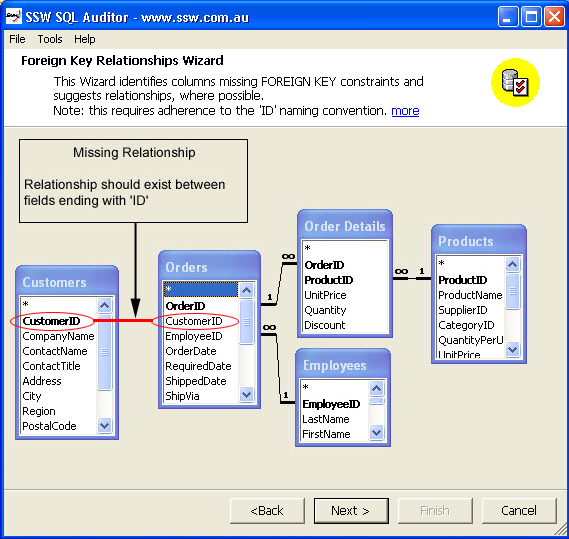 SSW SQL Auditor - www.ssw.com.au
File Tools Help
Foreign Key Relationships Wizard
This Wizard identifies columns missing FOREIGN KEY constraints and
suggests relationships, where possible.
Note: this requires adherence to the 'ID' naming convention. more
Missing Relationship
Relationship should exist between
fields ending with 'ID'
Customers
*
CustomerID
CompanyName
ContactName
ContactTitle
Address
City
Region
PostalCode
Orders
*
OrderID
CustomerID
EmployeeID
OrderDate
RequiredDate
ShippedDate
ShipVia
1
∞
∞
1
Order Details
*
OrderID
ProductID
UnitPrice
Quantity
Discount
∞ 1
Employees
*
EmployeeID
LastName
FirstName
Products
*
ProductID
ProductName
SupplierID
CategoryID
QuantityPerU
UnitPrice
<Back
Next >
Finish
Cancel